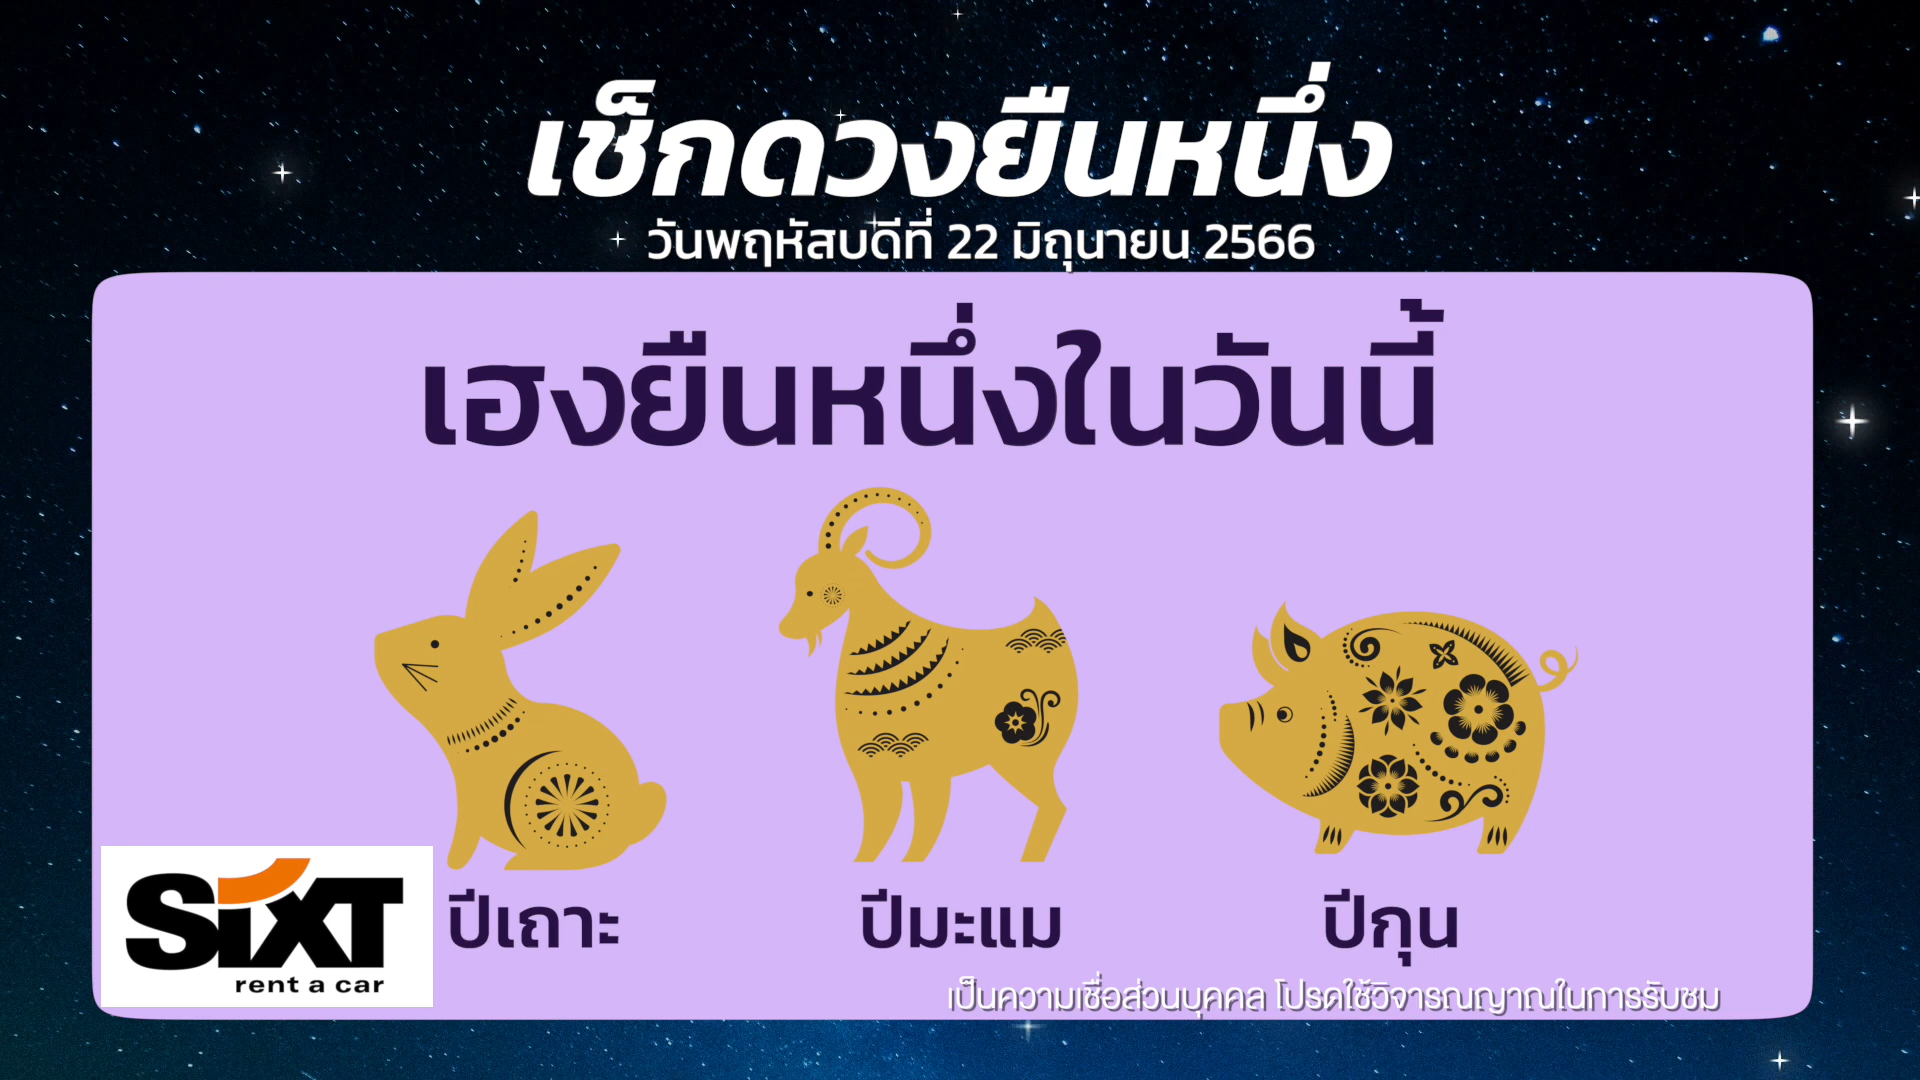 เช็กดวงยืนหนึ่ง
วันพฤหัสบดีที่ 22 มิถุนายน 2566
เฮงยืนหนึ่งในวันนี้
ปีเถาะ
ปีมะแม
ปีกุน
SiXT
rent a car
เป็นความเชื่อส่วนบุคคล โปรดใช้วิจารณญาณในการรับชม